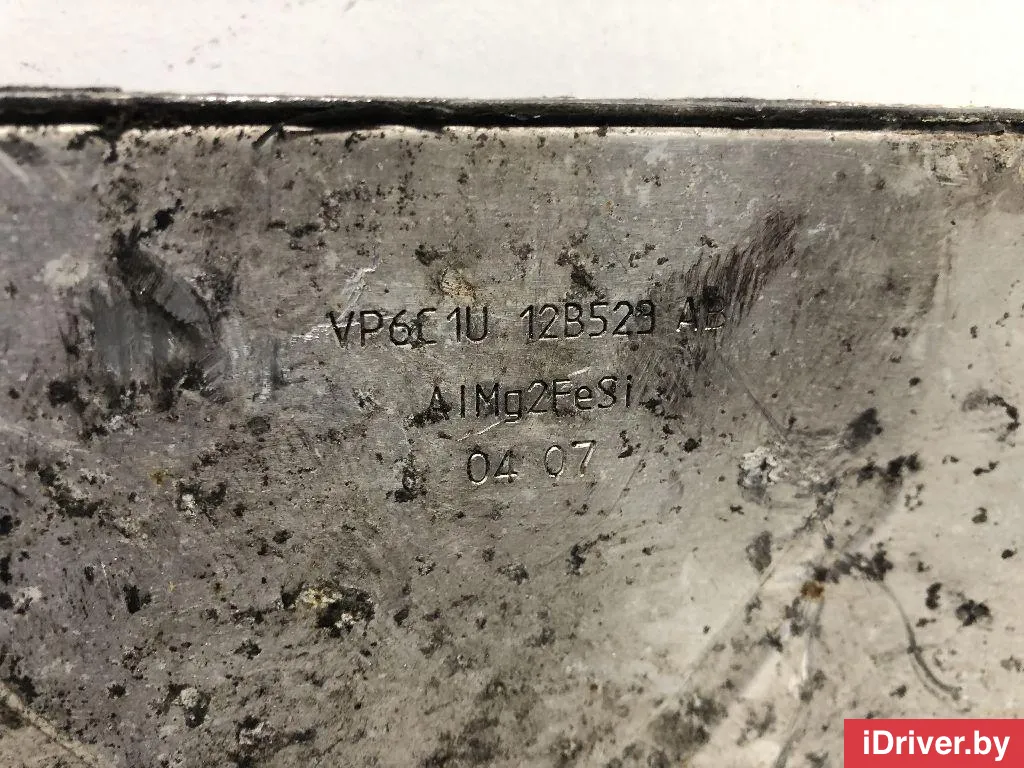 VP6C1U 12B523 AB
AlMg2FeSi
04 07
iDriver.by